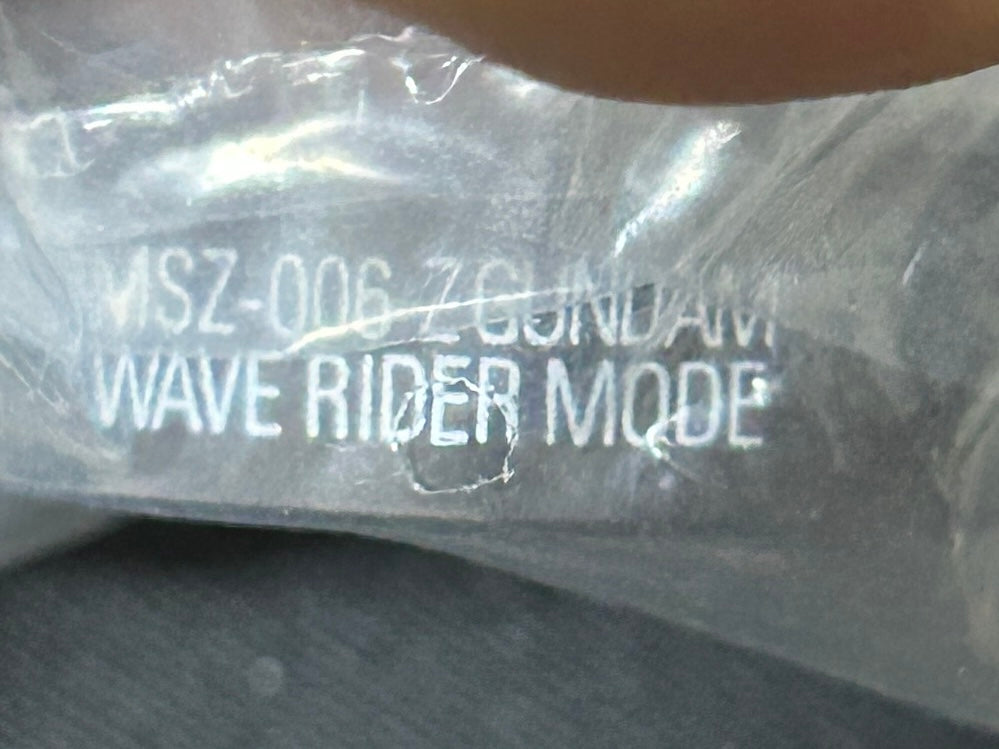 MSZ-006 Z GUNDAM
WAVE RIDER MODE